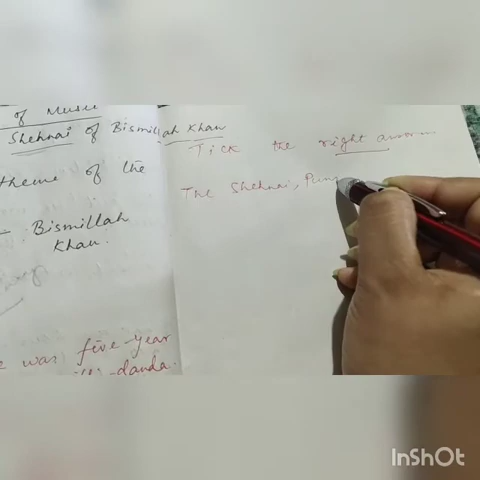 of Music
Shehnai of Bismillah Khan
theme of the
- Bismillah
Khan.
was five-year
-danda.
Tick the right
The Shehnai, Pung
InShOt